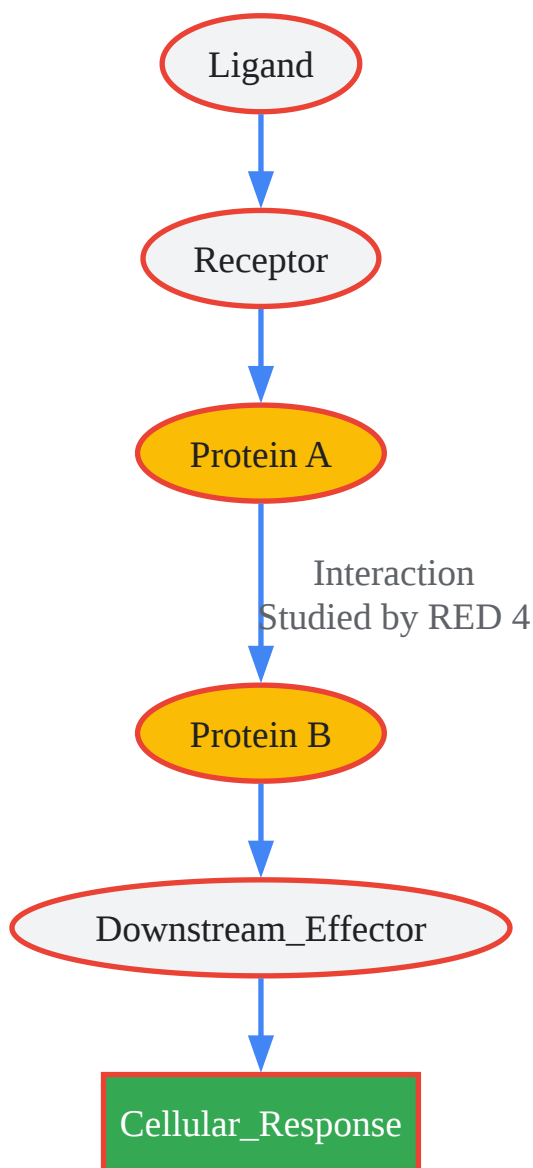 Ligand
Receptor
Protein A
Interaction
Studied by RED 4
Protein B
Downstream_Effector
Cellular_Response